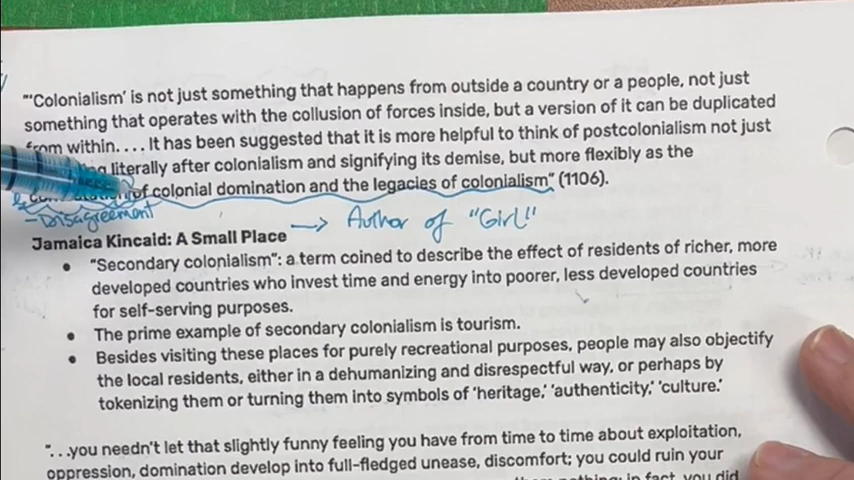 "'Colonialism' is not just something that happens from outside a country or a people, not just
something that operates with the collusion of forces inside, but a version of it can be duplicated
from within. . . . It has been suggested that it is more helpful to think of postcolonialism not just
literally after colonialism and signifying its demise, but more flexibly as the
of colonial domination and the legacies of colonialism" (1106).
- Disagreement
→ Author of "Girl"
Jamaica Kincaid: A Small Place
• "Secondary colonialism": a term coined to describe the effect of residents of richer, more
developed countries who invest time and energy into poorer, less developed countries
for self-serving purposes.
• The prime example of secondary colonialism is tourism.
• Besides visiting these places for purely recreational purposes, people may also objectify
the local residents, either in a dehumanizing and disrespectful way, or perhaps by
tokenizing them or turning them into symbols of 'heritage,' 'authenticity,' 'culture.'
". . .you needn't let that slightly funny feeling you have from time to time about exploitation,
oppression, domination develop into full-fledged unease, discomfort; you could ruin your
nothing; in fact, you did